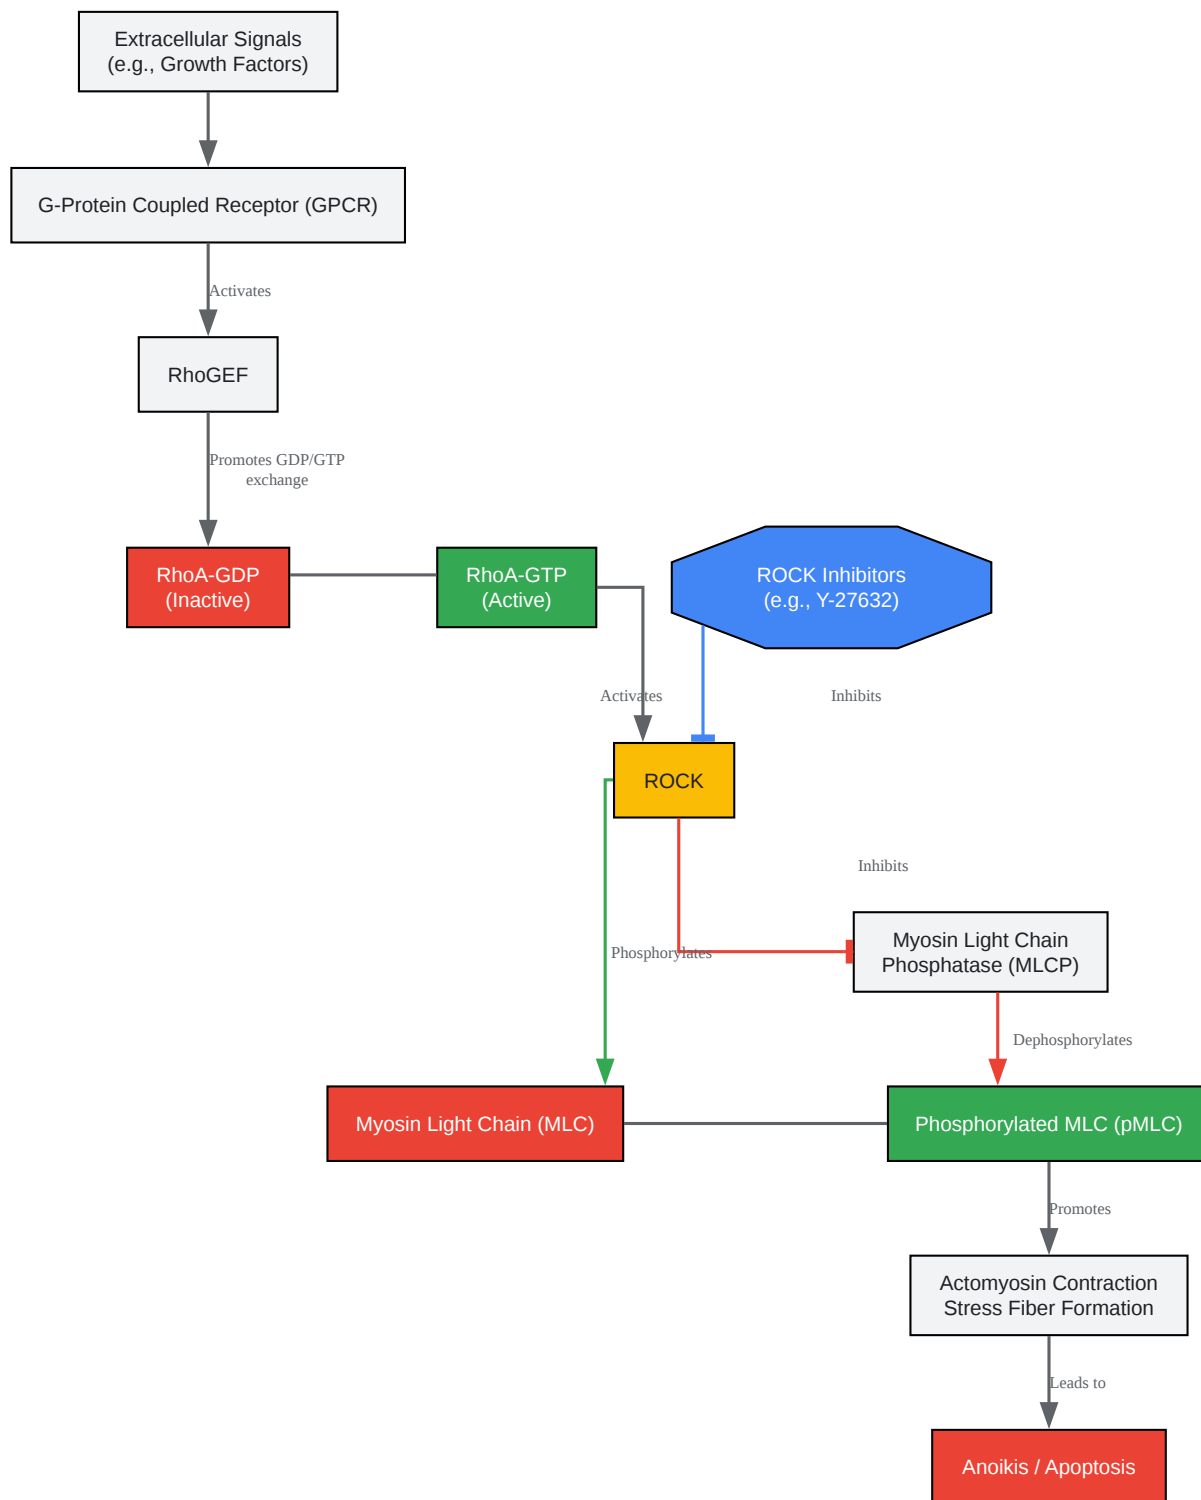 Extracellular Signals
(e.g., Growth Factors)
G-Protein Coupled Receptor (GPCR)
Activates
RhoGEF
Promotes GDP/GTP
exchange
RhoA-GDP
(Inactive)
RhoA-GTP
(Active)
ROCK Inhibitors
(e.g., Y-27632)
Activates
Inhibits
ROCK
Inhibits
Phosphorylates
Myosin Light Chain
Phosphatase (MLCP)
Dephosphorylates
Myosin Light Chain (MLC)
Phosphorylated MLC (pMLC)
Promotes
Actomyosin Contraction
Stress Fiber Formation
Leads to
Anoikis / Apoptosis